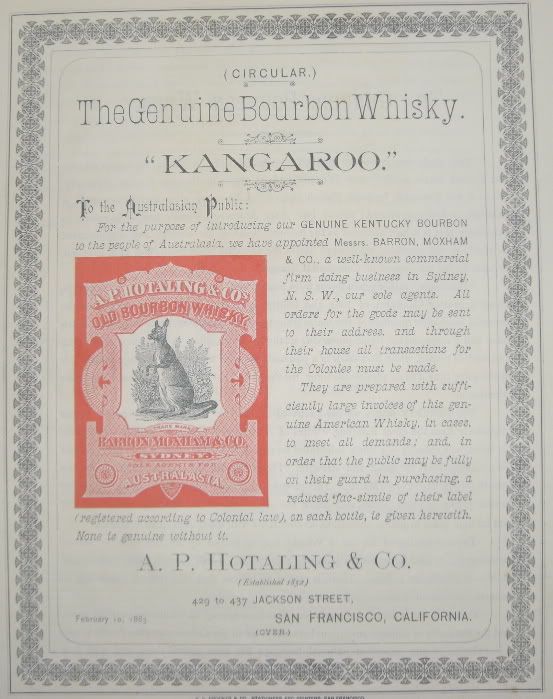 (CIRCULAR.)
The Genuine Bourbon Whisky.
"KANGAROO."
To the Australasian Public:
For the purpose of introducing our GENUINE KENTUCKY BOURBON
to the people of Australasia, we have appointed Messrs. BARRON, MOXHAM
& CO., a well-known commercial
firm doing business in Sydney,
N. S. W., our sole agents. All
orders for the goods may be sent
to their address, and through
their house all transactions for
the Colonies must be made.
They are prepared with suffi-
ciently large invoices of this gen-
uine American Whisky, in cases,
to meet all demands; and, in
order that the public may be fully
on their guard in purchasing, a
reduced fac-simile of their label
(registered according to Colonial law), on each bottle, is given herewith.
None is genuine without it.
A. P. HOTALING & CO'S
OLD BOURBON WHISKY.
TRADE MARK
BARRON MOXHAM & CO.
SYDNEY.
SOLE AGENTS FOR
AUSTRALASIA.
A. P. HOTALING & CO.
(Established 1852)
429 to 437 JACKSON STREET,
February 10, 1883.
SAN FRANCISCO, CALIFORNIA.
(OVER)